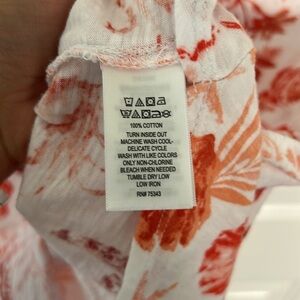 100% COTTON
TURN INSIDE OUT
MACHINE WASH COOL-
DELICATE CYCLE
WASH WITH LIKE COLORS
ONLY NON-CHLORINE
BLEACH WHEN NEEDED
TUMBLE DRY LOW
LOW IRON
RN# 75343